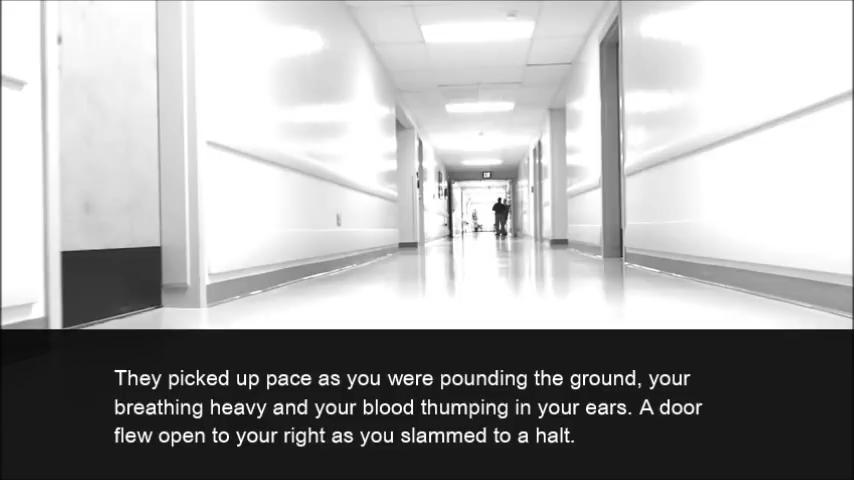 They picked up pace as you were pounding the ground, your
breathing heavy and your blood thumping in your ears. A door
flew open to your right as you slammed to a halt.